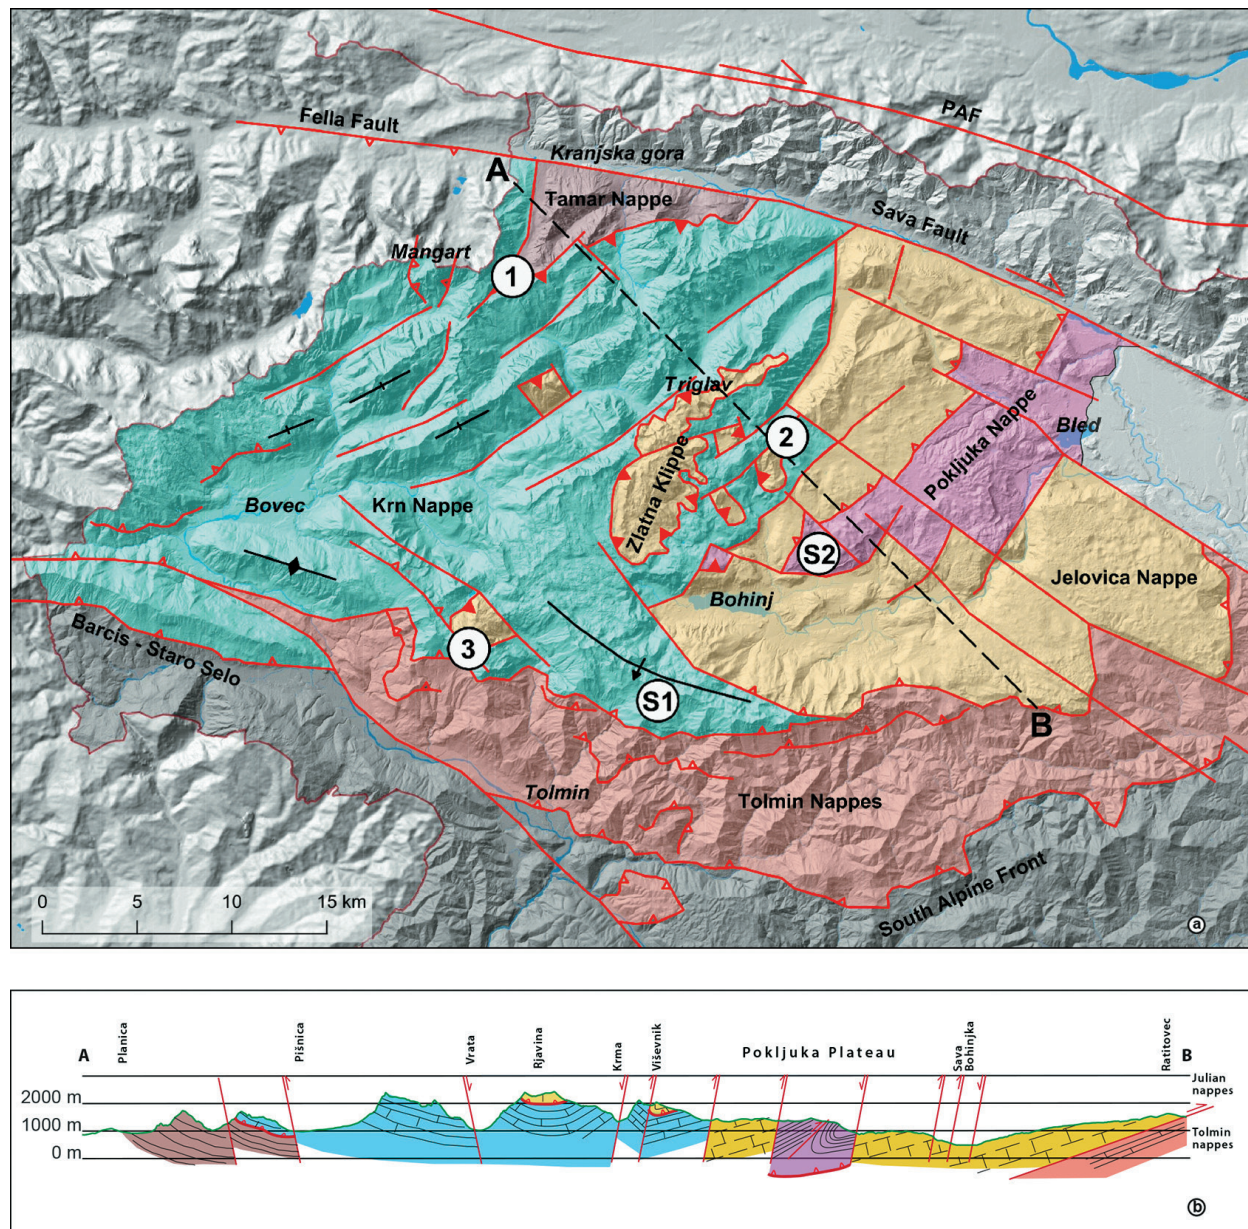 PAF
Fella Fault
Kranjska gora
A
Tamar Nappe
Sava Fault
Mangart
1
Triglav
2
Bled
Pokljuka Nappe
Zlatna Klippe
Bovec
Krn Nappe
S2
Jelovica Nappe
Bohinj
3
Barcis - Staro Selo
S1
B
Tolmin
Tolmin Nappes
South Alpine Front
0 5 10 15 km
a
A
Planica
Pišnica
Vrata
Rjavina
Krma
Viševnik
Pokljuka Plateau
Sava
Bohinjka
Ratitovec
B
Julian
nappes
2000 m
1000 m
Tolmin
nappes
0 m
b